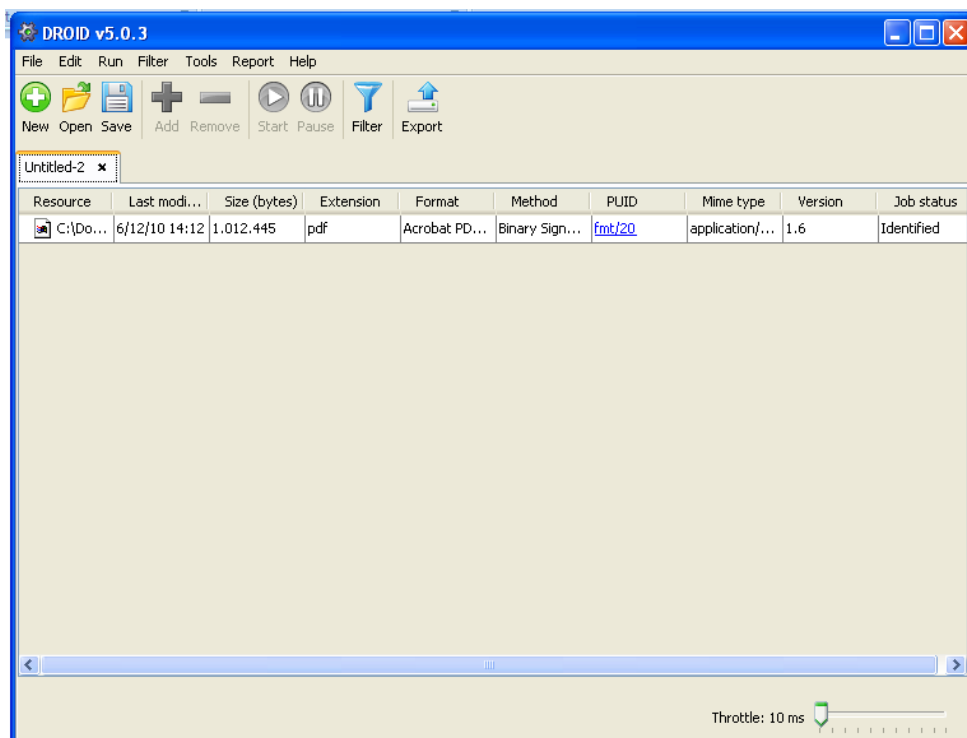 DROID v5.0.3
File Edit Run Filter Tools Report Help
New Open Save Add Remove Start Pause Filter Export
Untitled-2
Resource Last modi... Size (bytes) Extension Format Method PUID Mime type Version Job status
C:\Do... 6/12/10 14:12 1.012.445 pdf Acrobat PD... Binary Sign... fmt/20 application/... 1.6 Identified
Throttle: 10 ms